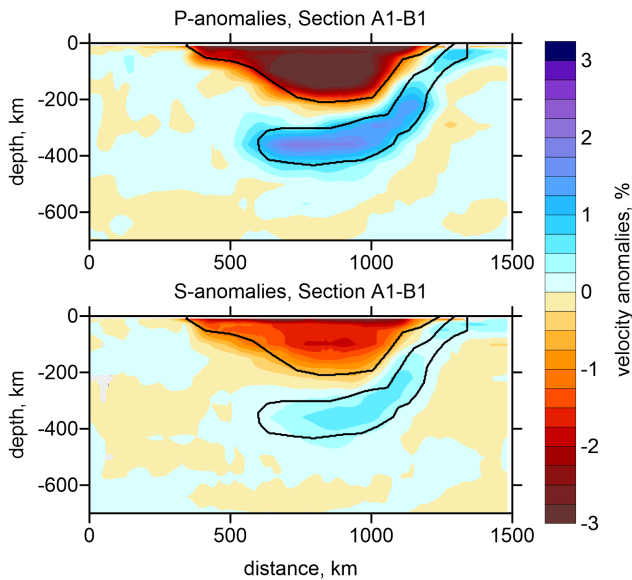 P-anomalies, Section A1-B1
0
-200
-400
-600
depth, km
0 500 1000 1500
S-anomalies, Section A1-B1
0
-200
-400
-600
depth, km
0 500 1000 1500
distance, km
3
2
1
0
-1
-2
-3
velocity anomalies, %